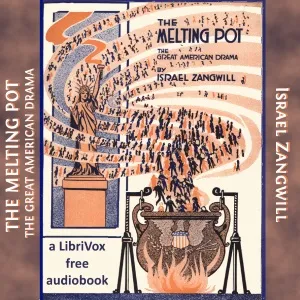 THE MELTING POT
THE GREAT AMERICAN DRAMA
THE
MELTING POT
THE
GREAT AMERICAN DRAMA
BY
ISRAEL ZANGWILL
a LibriVox
free
audiobook
ISRAEL ZANGWILL